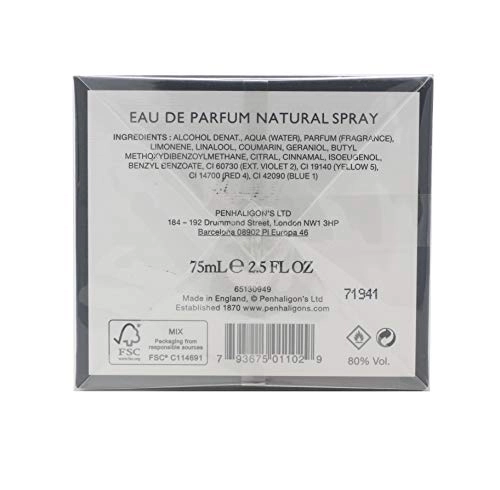 EAU DE PARFUM NATURAL SPRAY
INGREDIENTS : ALCOHOL DENAT., AQUA (WATER), PARFUM (FRAGRANCE),
LIMONENE, LINALOOL, COUMARIN, GERANIOL, BUTYL
METHOXYDIBENZOYLMETHANE, CITRAL, CINNAMAL, ISOEUGENOL,
BENZYL BENZOATE, CI 60730 (EXT. VIOLET 2), CI 19140 (YELLOW 5),
CI 14700 (RED 4), CI 42090 (BLUE 1)
PENHALIGON'S LTD
184 – 192 Drummond Street, London NW1 3HP
Barcelona 08902 Pl Europa 46
75mL ℮ 2.5 FL OZ
65130949
Made in England, © Penhaligon's Ltd
Established 1870 www.penhaligons.com
71941
FSC
MIX
Packaging from
responsible sources
FSC® C114691
7 93675 01102 9
80% Vol.